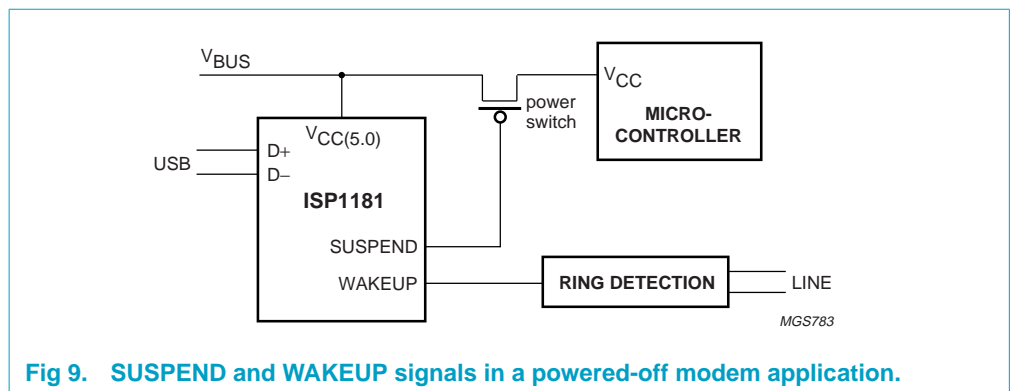 VBUS
VCC
power
switch
MICRO-
CONTROLLER
VCC(5.0)
USB
D+
D−
ISP1181
SUSPEND
WAKEUP
RING DETECTION
LINE
MGS783
Fig 9. SUSPEND and WAKEUP signals in a powered-off modem application.